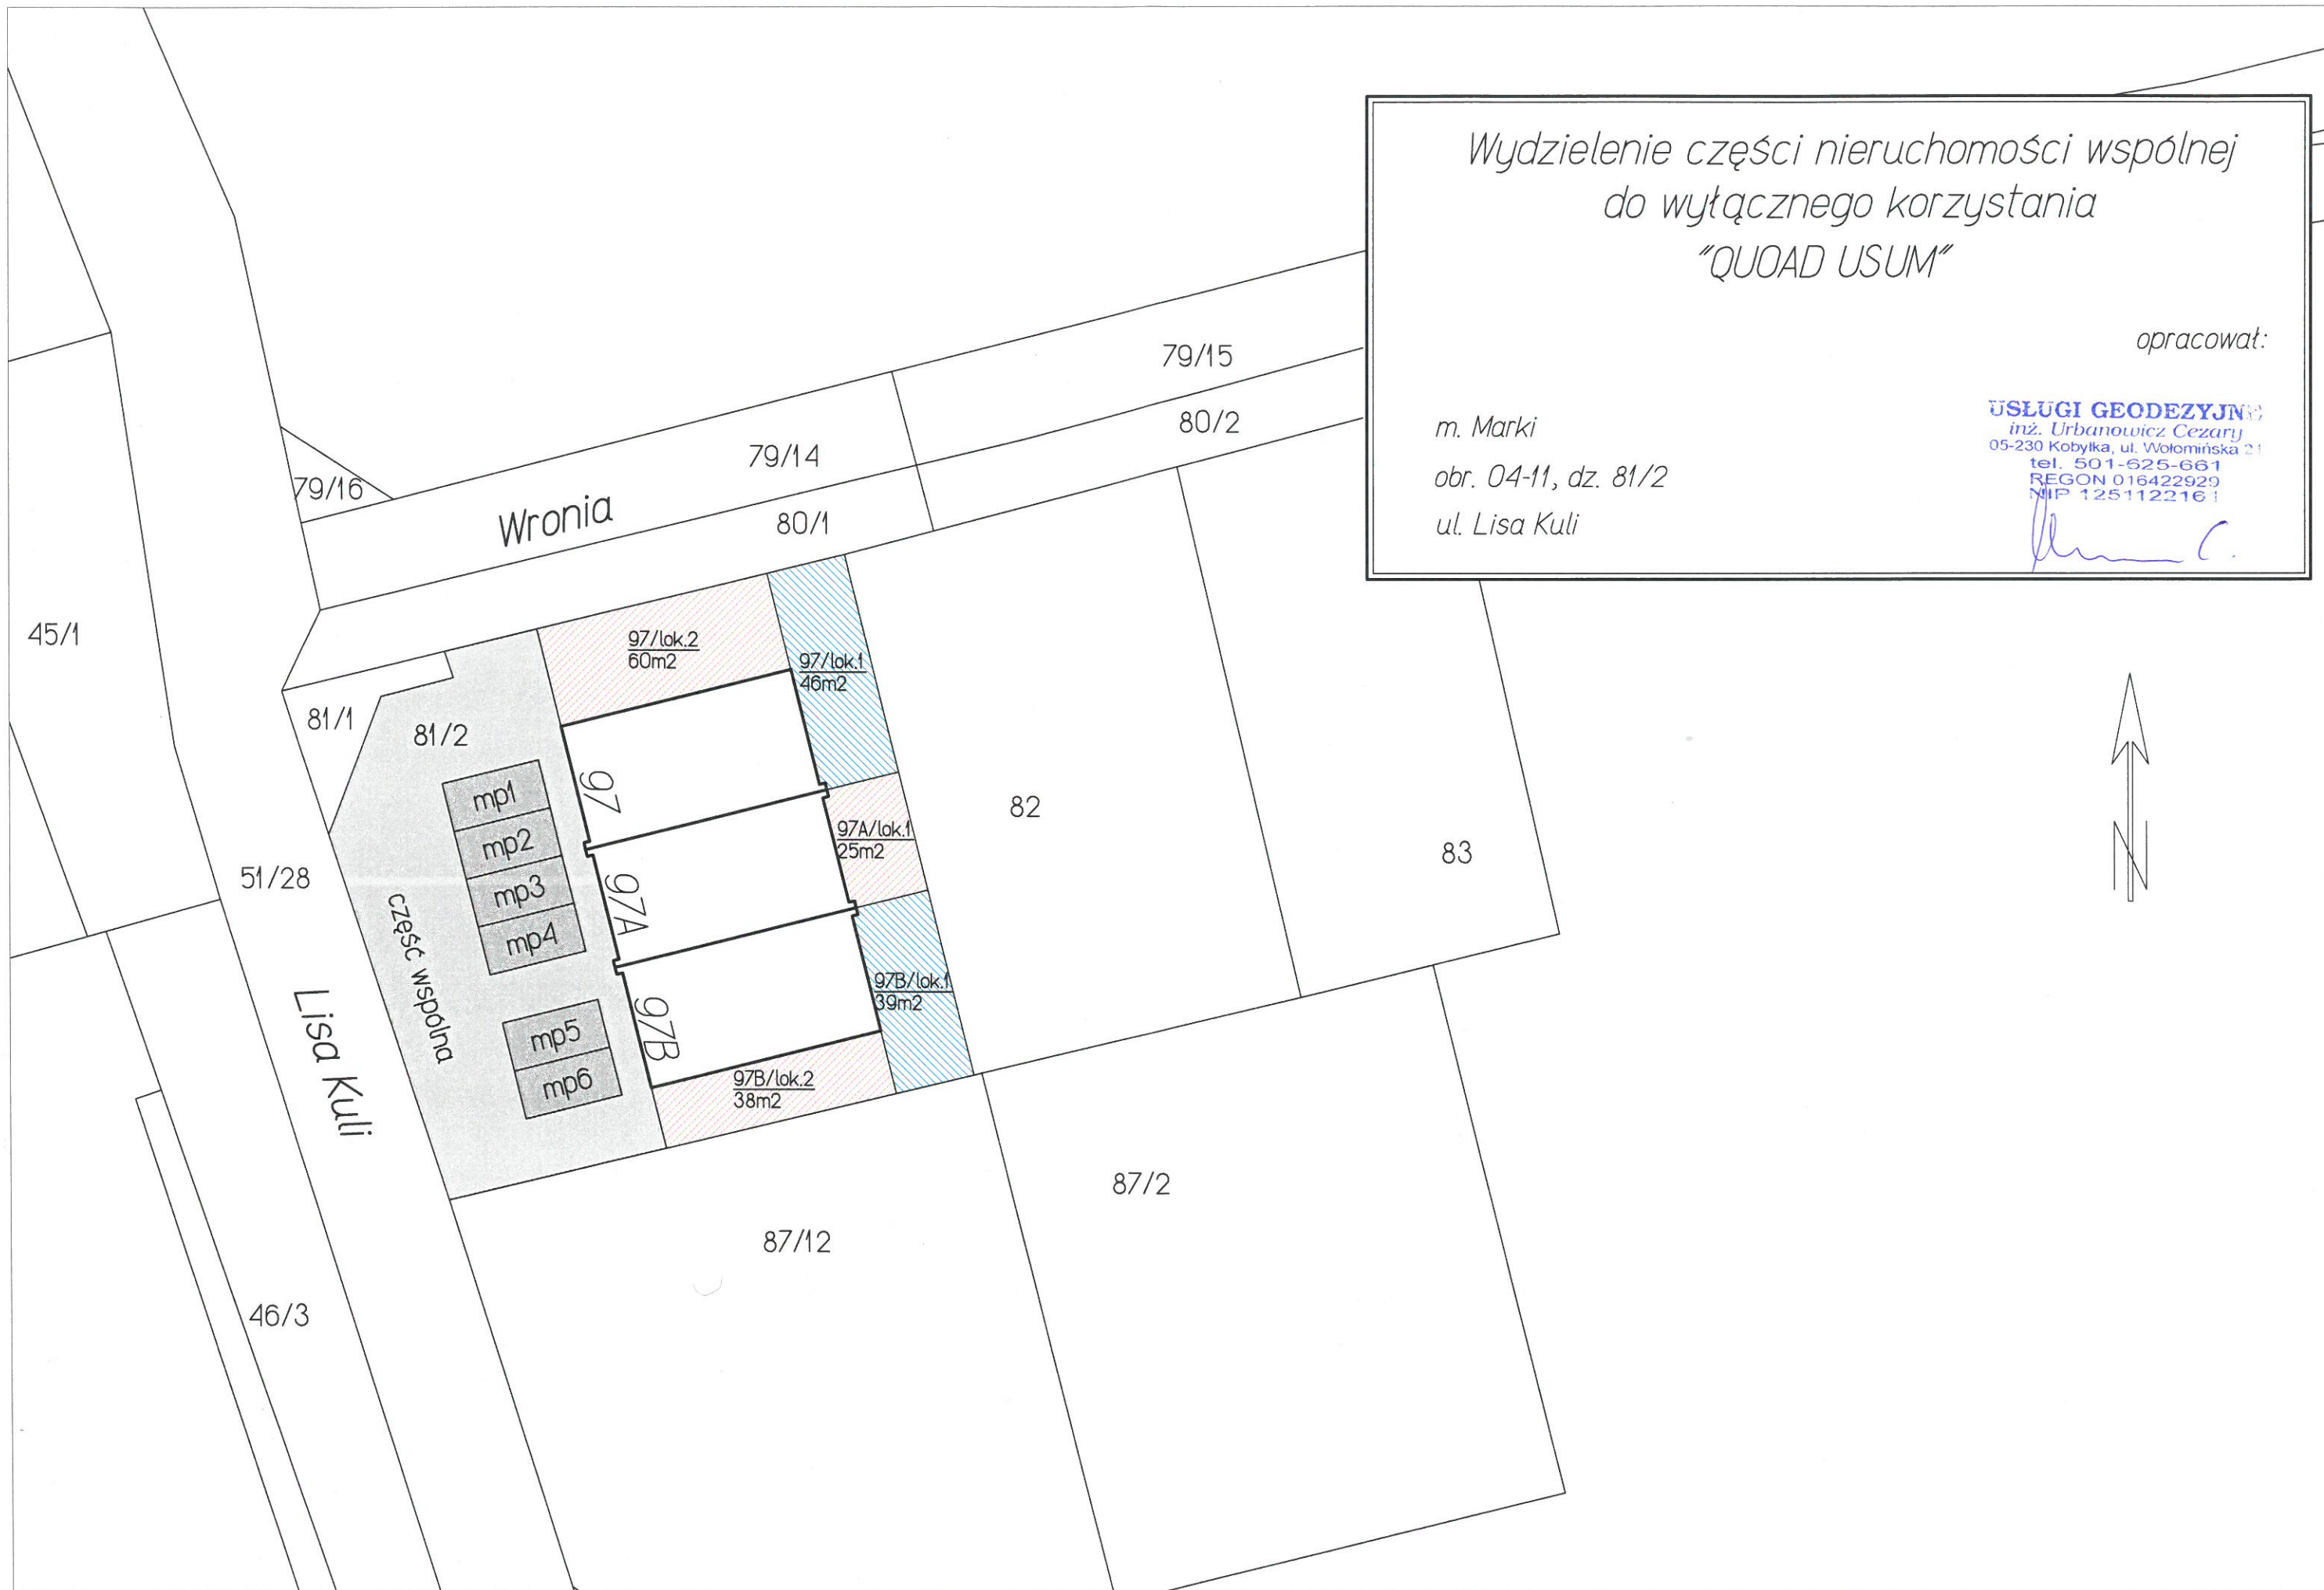 Wydzielenie części nieruchomości wspólnej
do wyłącznego korzystania
"QUOAD USUM"
opracował:
m. Marki
obr. 04-11, dz. 81/2
ul. Lisa Kuli
USŁUGI GEODEZYJNE
inż. Urbanowicz Cezary
05-230 Kobyłka, ul. Wołomińska 21
tel. 501-625-661
REGON 016422929
NIP 1251122161
79/15
80/2
79/14
79/16
Wronia
80/1
45/1
97/lok.2
60m2
97/lok.1
46m2
81/1
81/2
97
mp1
mp2
mp3
mp4
97A
97A/lok.1
25m2
82
83
51/28
część wspólna
Lisa Kuli
97B/lok.1
39m2
97B
mp5
mp6
97B/lok.2
38m2
87/2
87/12
46/3
N